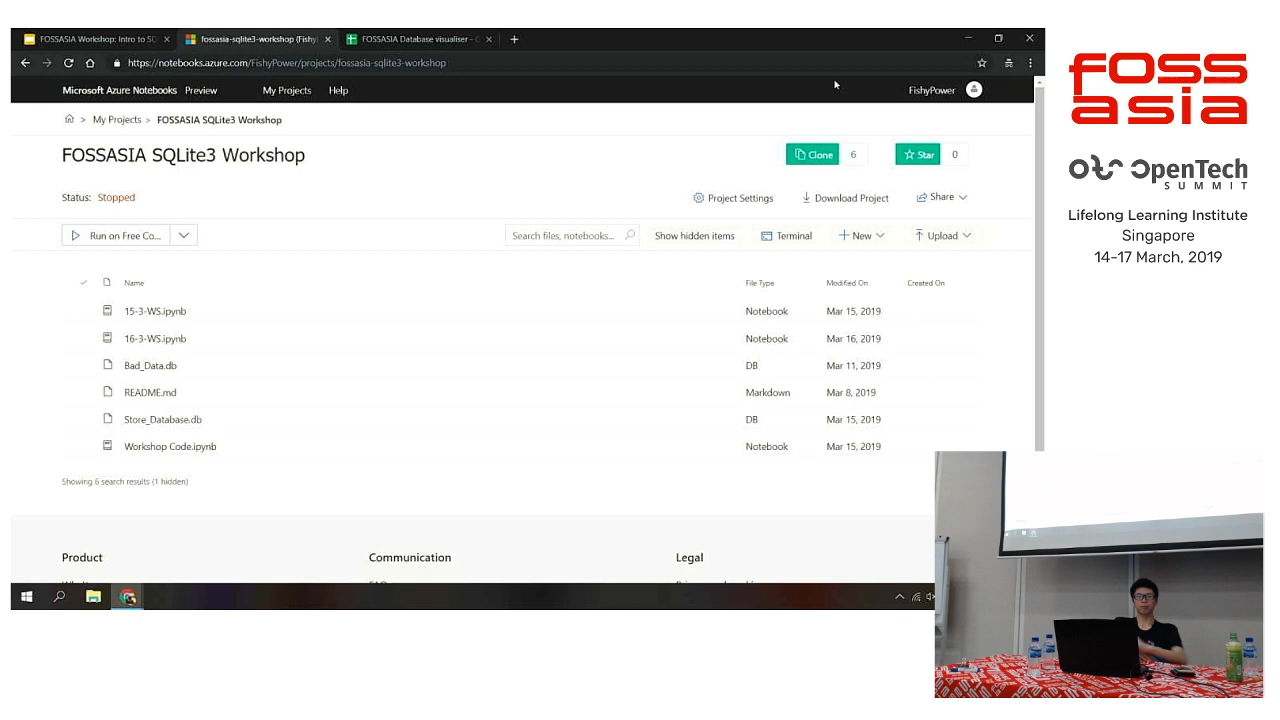 FOSSASIA Workshop: Intro to SQ
fossasia-sqlite3-workshop (Fishy
FOSSASIA Database visualiser -
https://notebooks.azure.com/FishyPower/projects/fossasia-sqlite3-workshop
Microsoft Azure Notebooks Preview My Projects Help FishyPower
> My Projects > FOSSASIA SQLite3 Workshop
FOSSASIA SQLite3 Workshop
Clone 6 Star 0
Status: Stopped
Project Settings Download Project Share
Run on Free Co... Search files, notebooks... Show hidden items Terminal New Upload
Name File Type Modified On Created On
15-3-WS.ipynb Notebook Mar 15, 2019
16-3-WS.ipynb Notebook Mar 16, 2019
Bad_Data.db DB Mar 11, 2019
README.md Markdown Mar 8, 2019
Store_Database.db DB Mar 15, 2019
Workshop Code.ipynb Notebook Mar 15, 2019
Showing 6 search results (1 hidden)
Product Communication Legal
FOSS
asia
OTS OpenTech
SUMMIT
Lifelong Learning Institute
Singapore
14-17 March, 2019